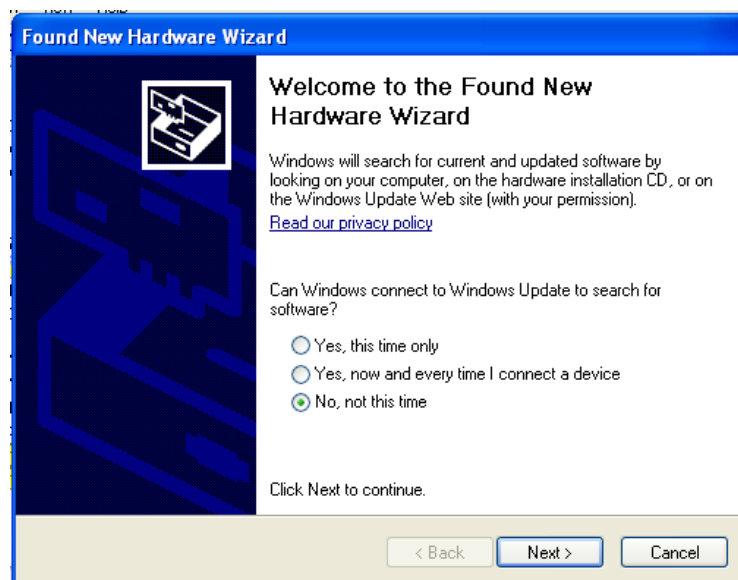 Found New Hardware Wizard
Welcome to the Found New
Hardware Wizard
Windows will search for current and updated software by
looking on your computer, on the hardware installation CD, or on
the Windows Update Web site (with your permission).
Read our privacy policy
Can Windows connect to Windows Update to search for
software?
Yes, this time only
Yes, now and every time I connect a device
No, not this time
Click Next to continue.
< Back Next > Cancel